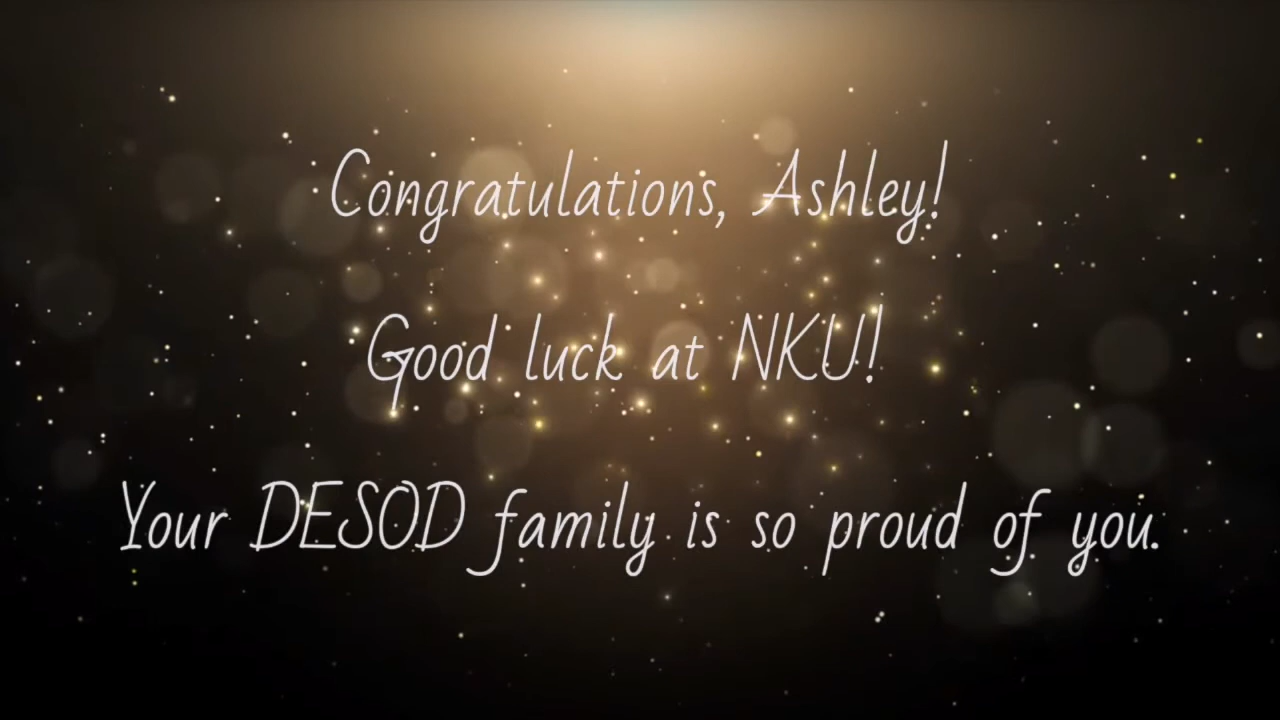 Congratulations, Ashley!
Good luck at NKU!
Your DESOD family is so proud of you.